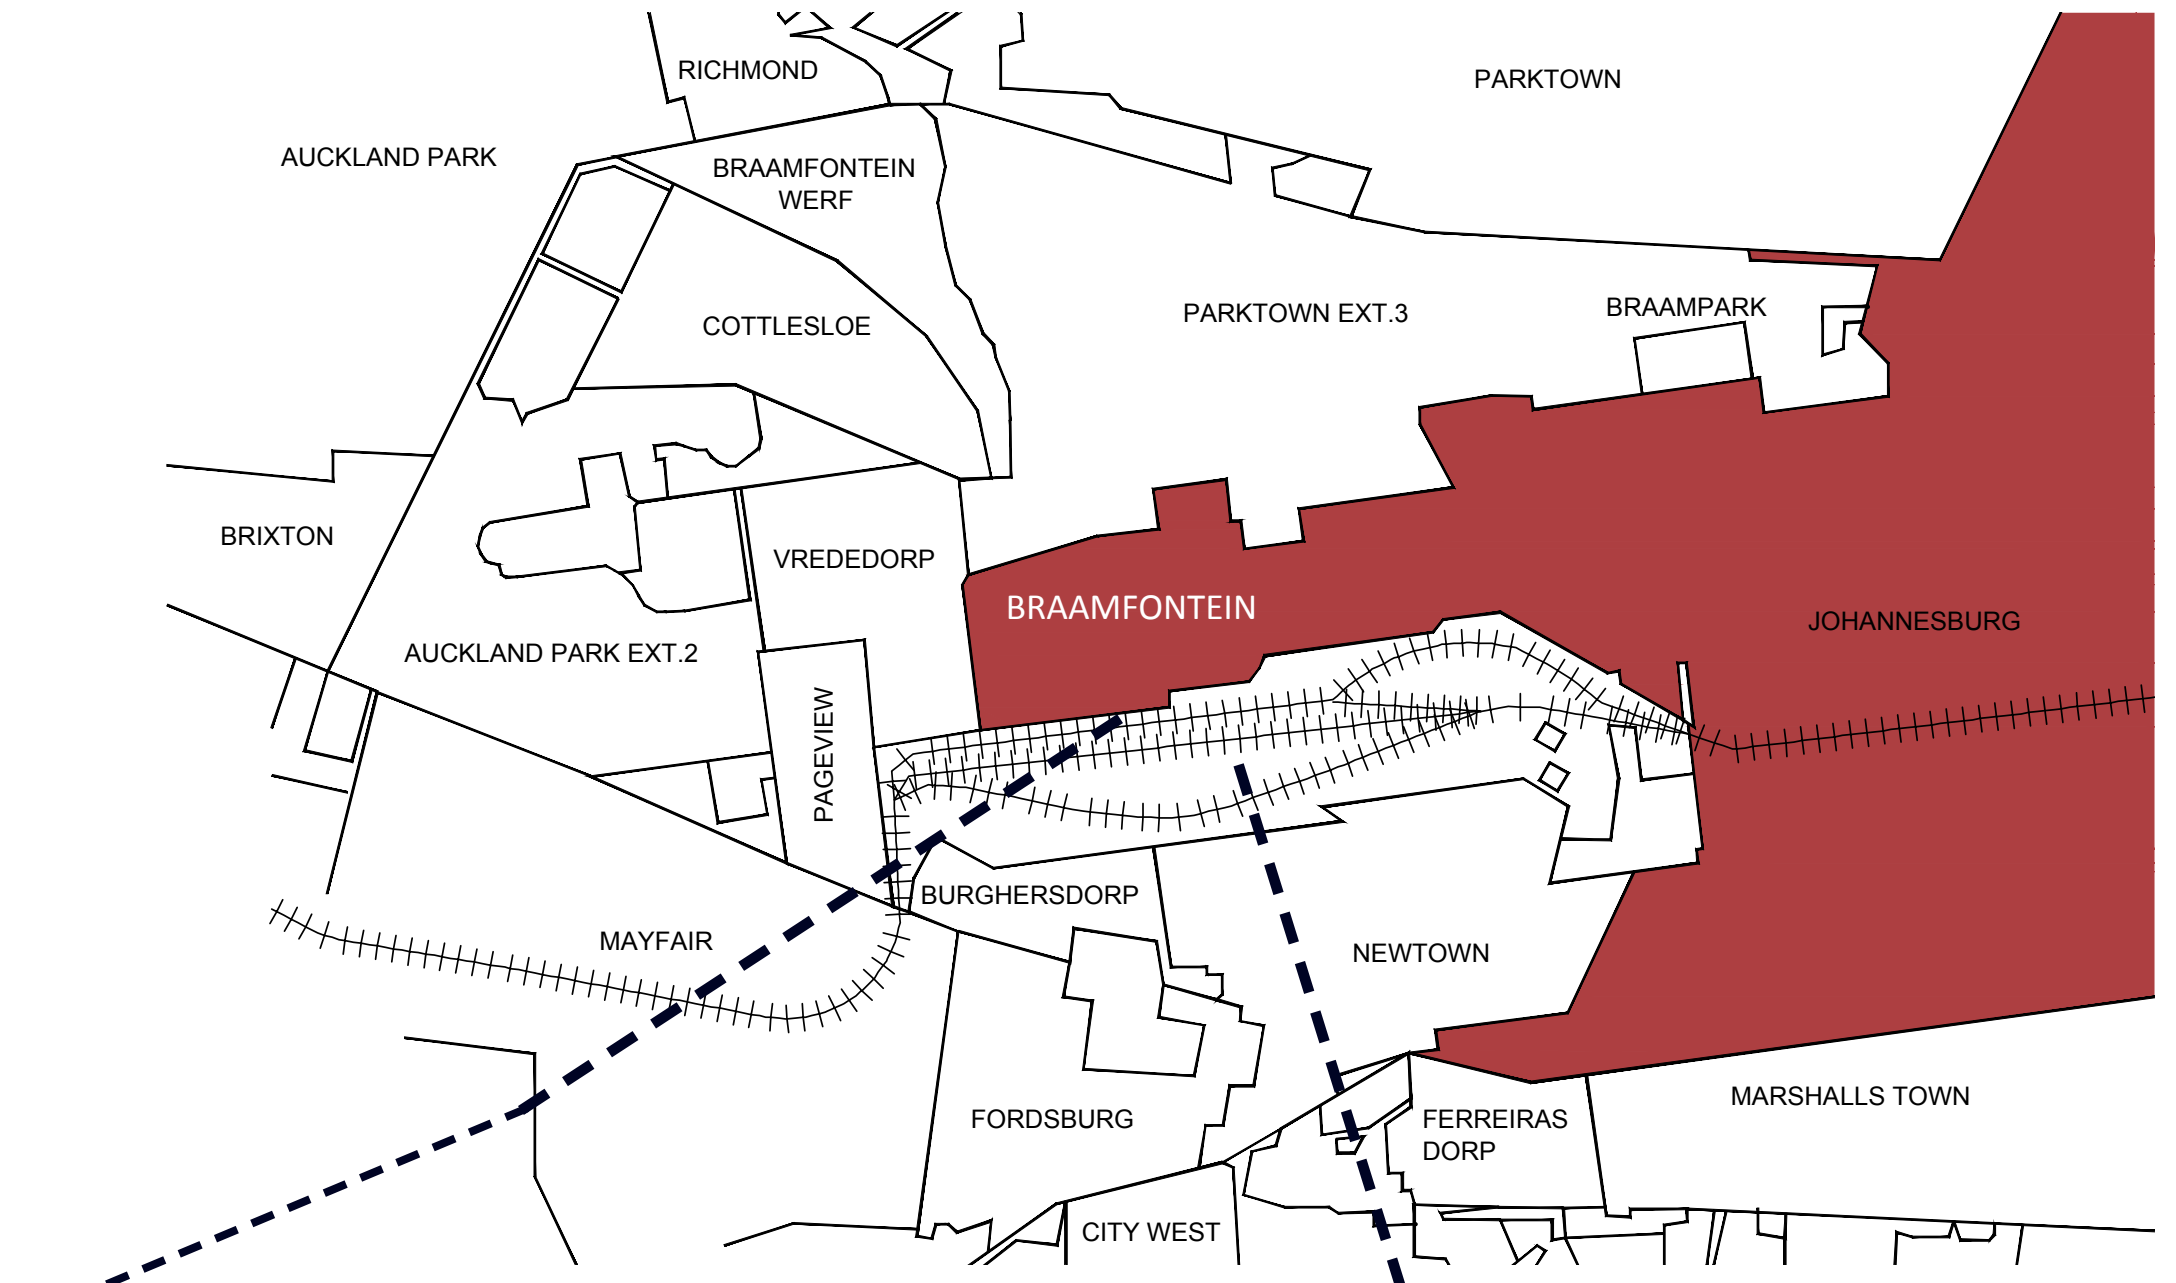 RICHMOND
PARKTOWN
AUCKLAND PARK
BRAAMFONTEIN
WERF
COTTLESLOE
PARKTOWN EXT.3
BRAAMPARK
BRIXTON
VREDEDORP
BRAAMFONTEIN
JOHANNESBURG
AUCKLAND PARK EXT.2
PAGEVIEW
BURGHERSDORP
MAYFAIR
NEWTOWN
FORDSBURG
FERREIRAS
DORP
MARSHALLS TOWN
CITY WEST